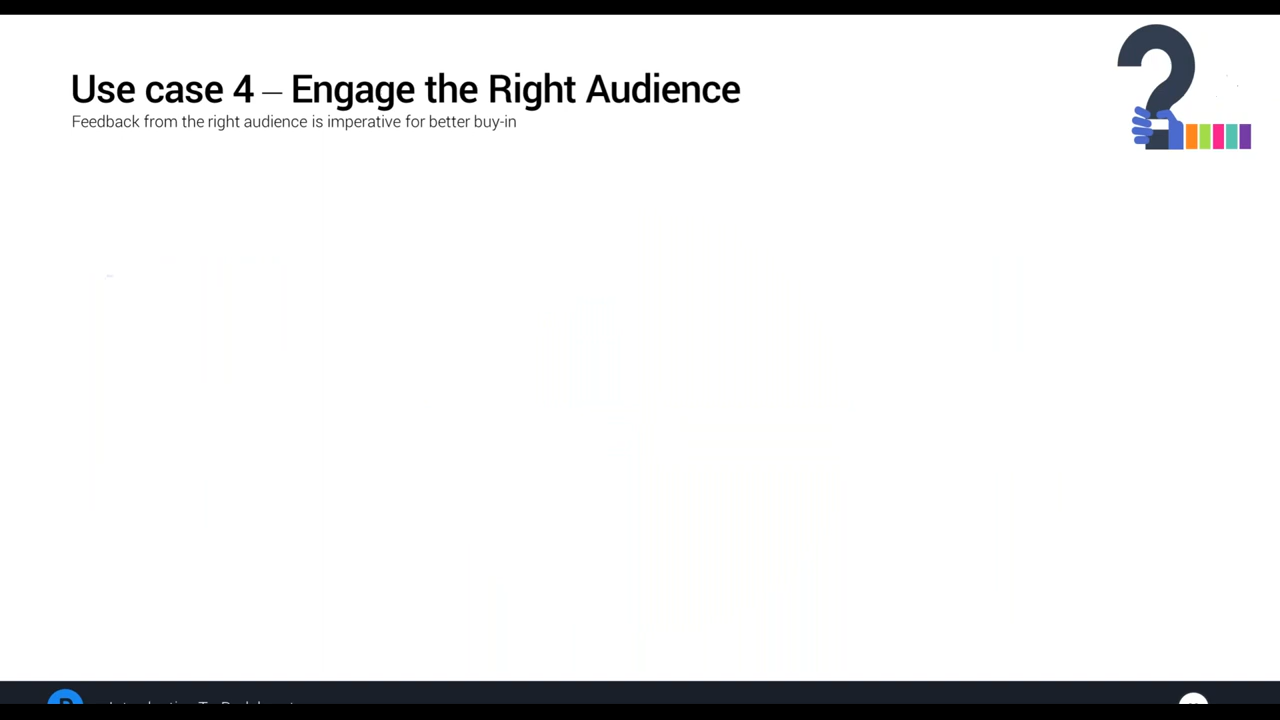 Use case 4 – Engage the Right Audience
Feedback from the right audience is imperative for better buy-in